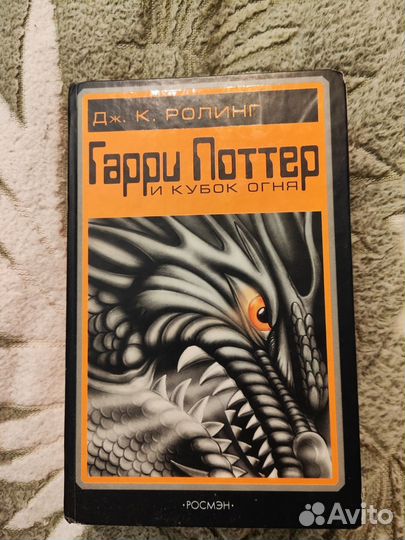 Дж. К. РОЛИНГ
Гарри Поттер
И КУБОК ОГНЯ
·РОСМЭН·
Avito